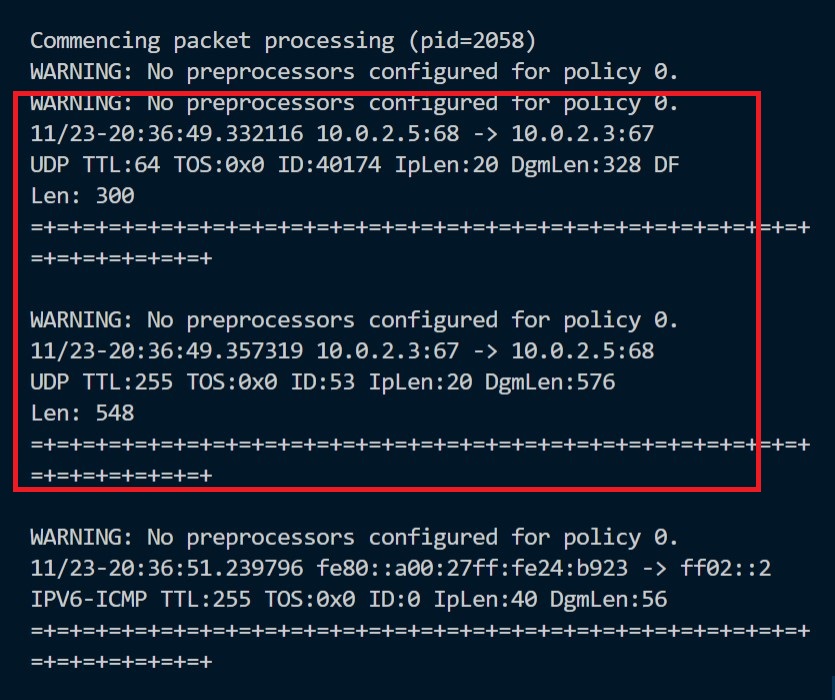 Commencing packet processing (pid=2058)
WARNING: No preprocessors configured for policy 0.
WARNING: No preprocessors configured for policy 0.
11/23-20:36:49.332116 10.0.2.5:68 -> 10.0.2.3:67
UDP TTL:64 TOS:0x0 ID:40174 IpLen:20 DgmLen:328 DF
Len: 300
=+=+=+=+=+=+=+=+=+=+=+=+=+=+=+=+=+=+=+=+=+=+=+=+=+=+=+=+=+=+
=+=+=+=+=+=+=+

WARNING: No preprocessors configured for policy 0.
11/23-20:36:49.357319 10.0.2.3:67 -> 10.0.2.5:68
UDP TTL:255 TOS:0x0 ID:53 IpLen:20 DgmLen:576
Len: 548
=+=+=+=+=+=+=+=+=+=+=+=+=+=+=+=+=+=+=+=+=+=+=+=+=+=+=+=+=+=+
=+=+=+=+=+=+=+

WARNING: No preprocessors configured for policy 0.
11/23-20:36:51.239796 fe80::a00:27ff:fe24:b923 -> ff02::2
IPV6-ICMP TTL:255 TOS:0x0 ID:0 IpLen:40 DgmLen:56
=+=+=+=+=+=+=+=+=+=+=+=+=+=+=+=+=+=+=+=+=+=+=+=+=+=+=+=+=+=+
=+=+=+=+=+=+=+